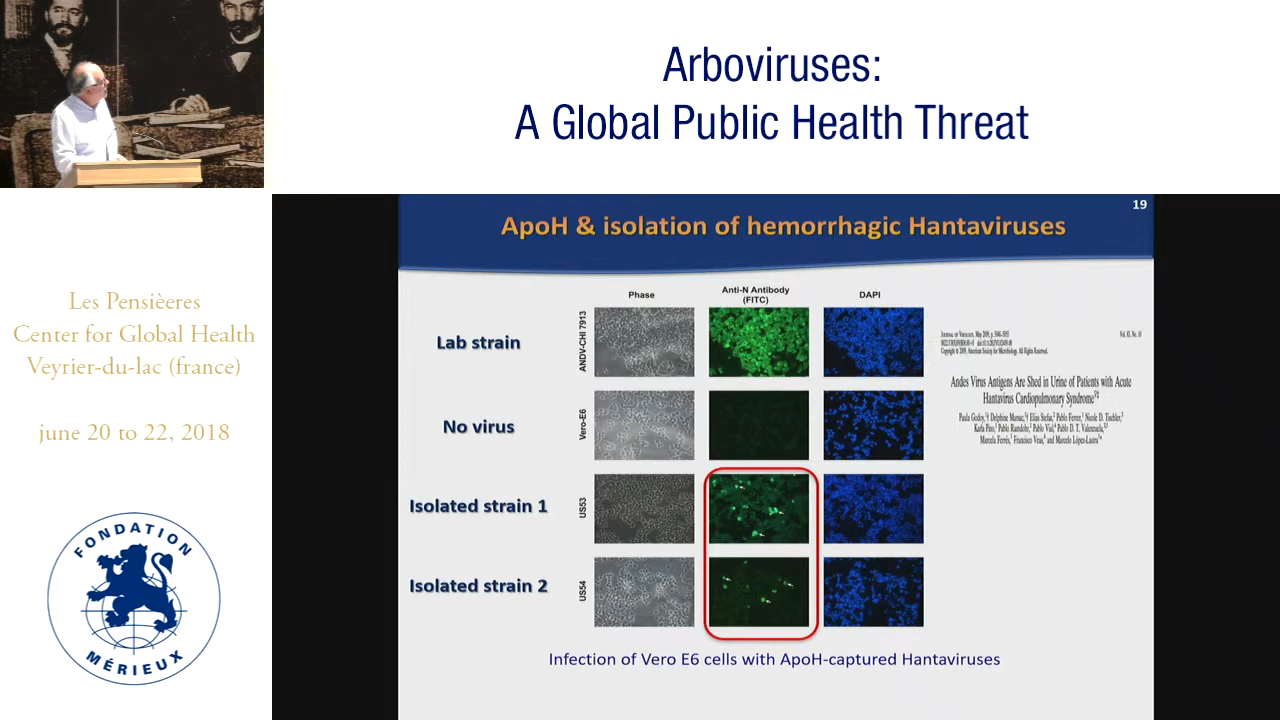 Arboviruses:
A Global Public Health Threat
Les Pensièeres
Center for Global Health
Veyrier-du-lac (france)
june 20 to 22, 2018
FONDATION
MÉRIEUX
19
ApoH & isolation of hemorrhagic Hantaviruses
Phase
Anti-N Antibody
(FITC)
DAPI
Lab strain
ANDV-CHI 7913
No virus
Vero-E6
Isolated strain 1
US53
Isolated strain 2
US54
Infection of Vero E6 cells with ApoH-captured Hantaviruses
Andes Virus Antigens Are Shed in Urine of Patients with Acute
Hantavirus Cardiopulmonary Syndrome